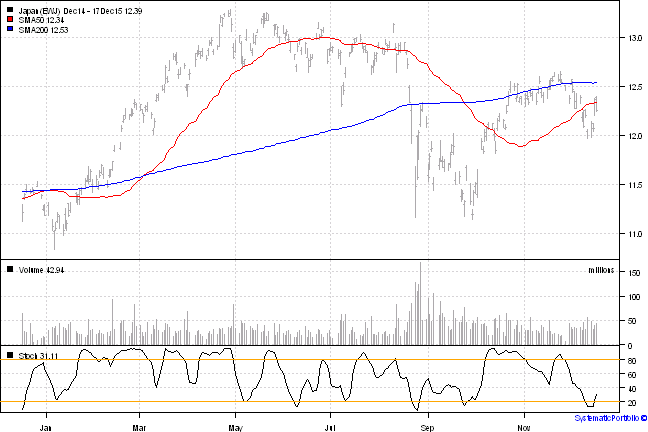 Japan (EWJ) Dec14 - 17Dec15 12.39
SMA50 12.34
SMA200 12.53
13.0
12.5
12.0
11.5
11.0
Volume 42.94
millions
150
100
50
0
Stoch 31.11
80
60
40
20
Jan Mar May Jul Sep Nov
SystematicPortfolio ©